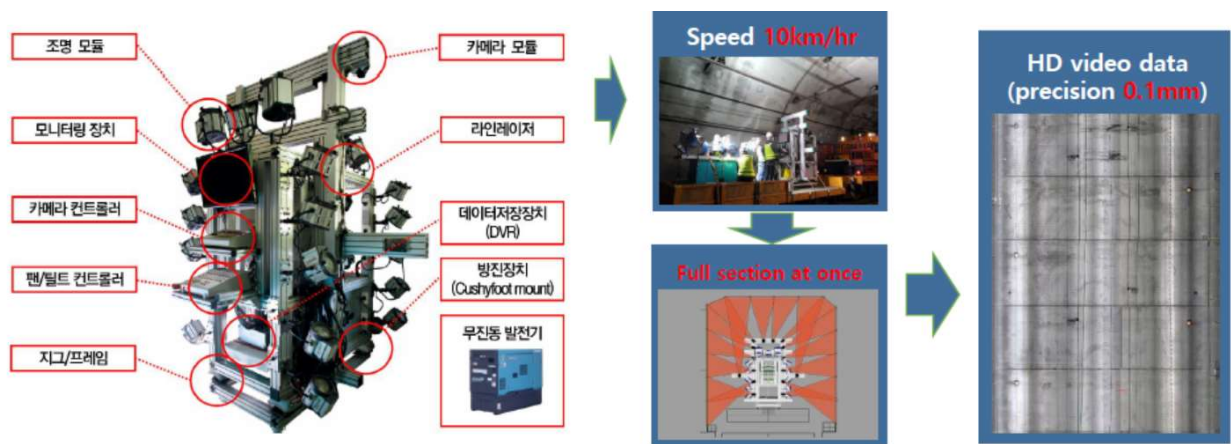 조명 모듈
모니터링 장치
카메라 컨트롤러
팬/틸트 컨트롤러
지그/프레임
카메라 모듈
라인레이저
데이터저장장치
(DVR)
방진장치
(Cushyfoot mount)
무진동 발전기
Speed 10km/hr
Full section at once
HD video data
(precision 0.1mm)